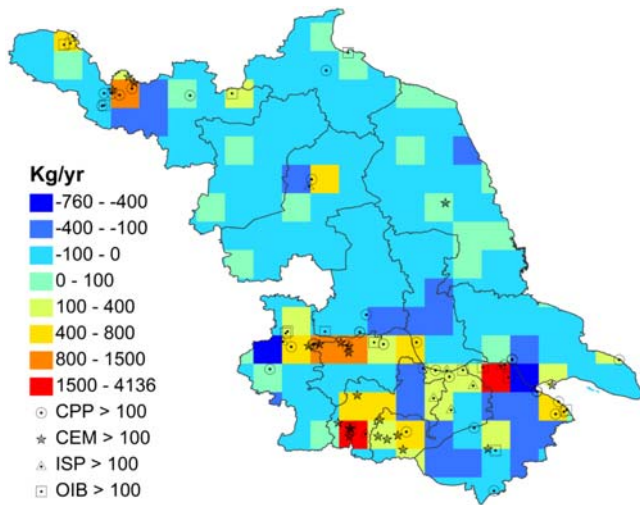 Kg/yr
-760 - -400
-400 - -100
-100 - 0
0 - 100
100 - 400
400 - 800
800 - 1500
1500 - 4136
CPP > 100
CEM > 100
ISP > 100
OIB > 100